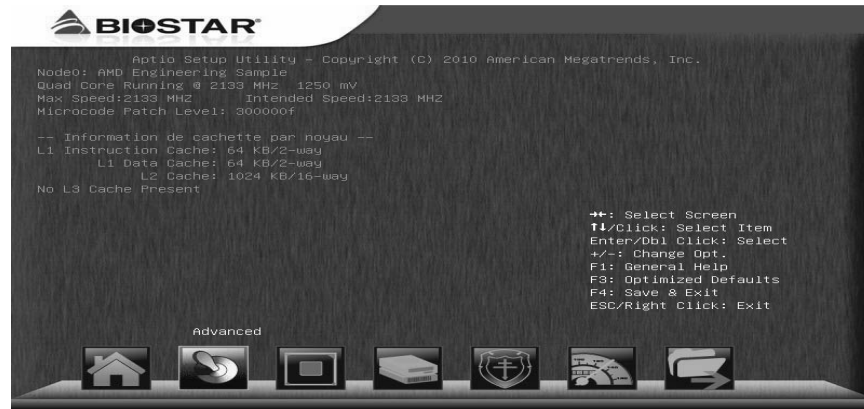 BIOSTAR
Aptio Setup Utility - Copyright (C) 2010 American Megatrends, Inc.
Node0: AMD Engineering Sample
Quad Core Running @ 2133 MHz 1250 mV
Max Speed:2133 MHZ Intended Speed:2133 MHZ
Microcode Patch Level: 300000f
-- Information de cachette par noyau --
L1 Instruction Cache: 64 KB/2-way
L1 Data Cache: 64 KB/2-way
L2 Cache: 1024 KB/16-way
No L3 Cache Present
→←: Select Screen
↑↓/Click: Select Item
Enter/Dbl Click: Select
+/-: Change Opt.
F1: General Help
F3: Optimized Defaults
F4: Save & Exit
ESC/Right Click: Exit
Advanced